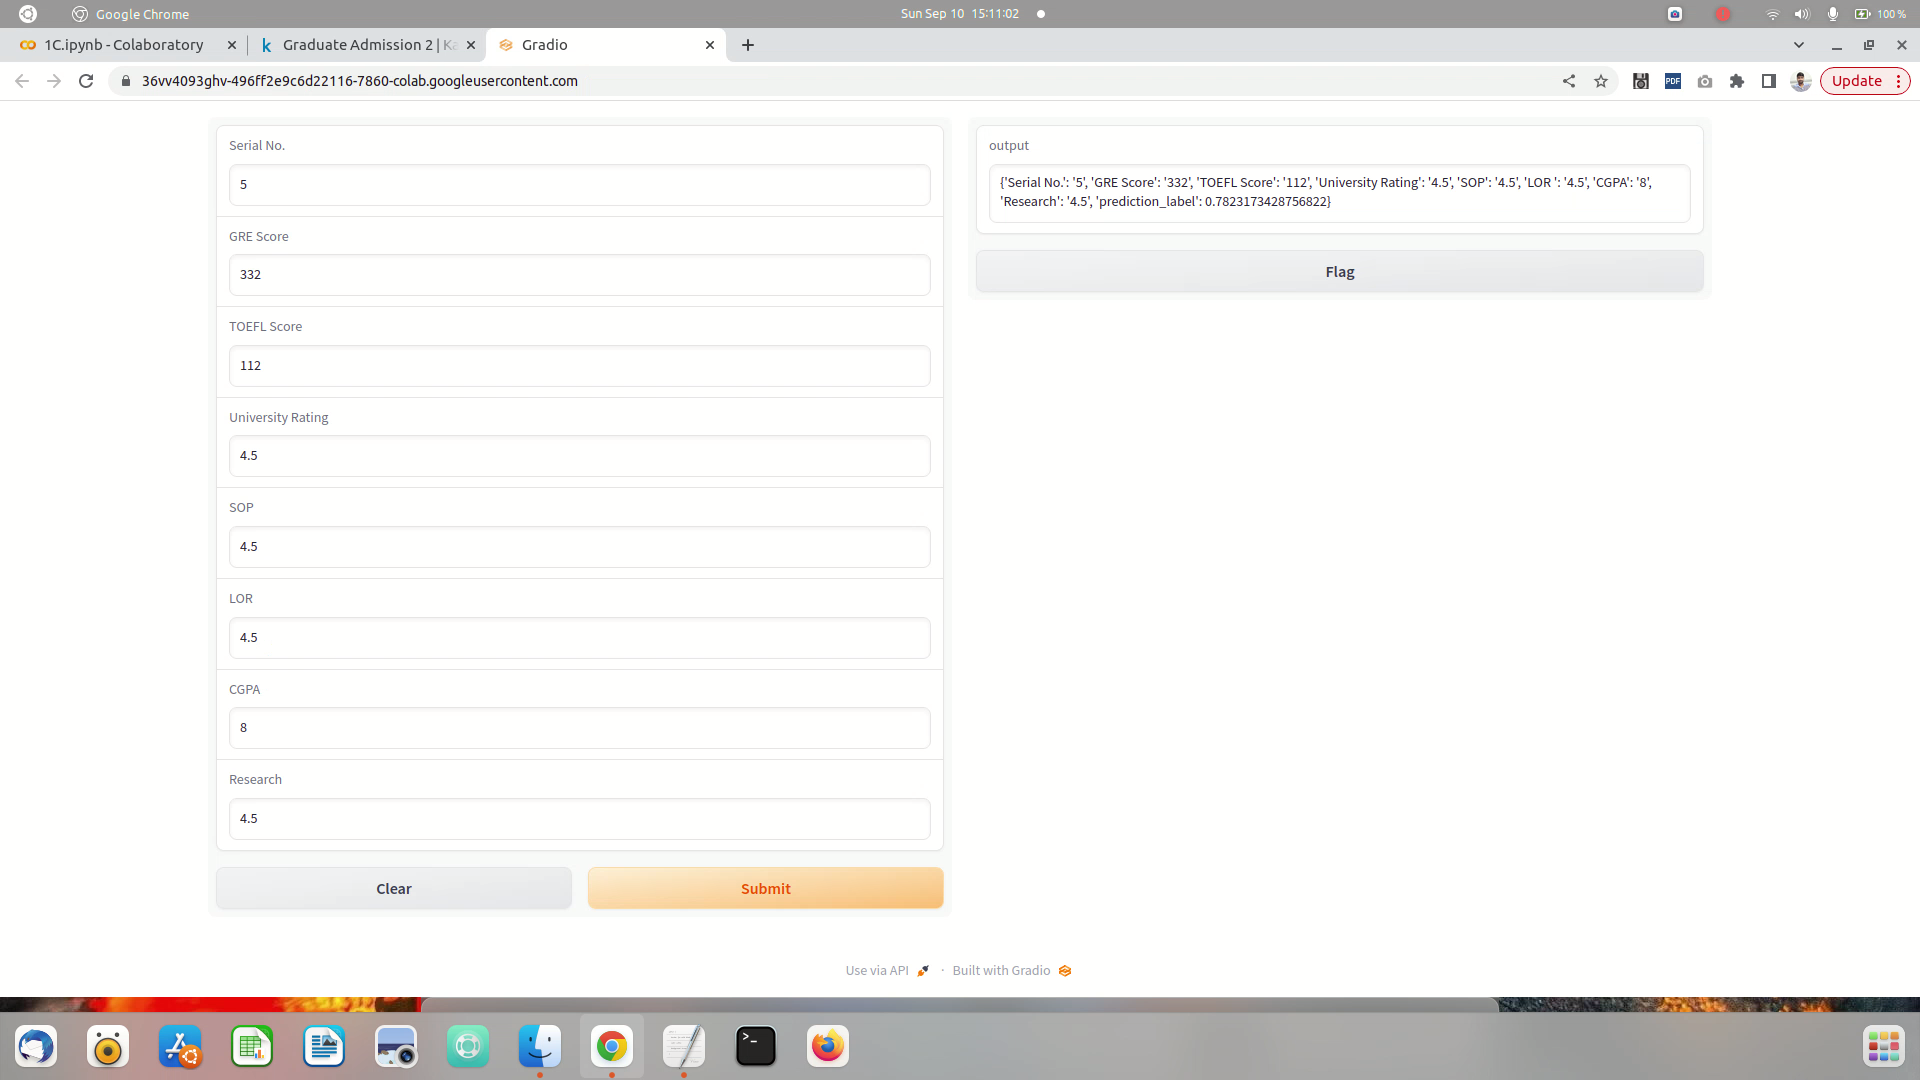 Google Chrome
Sun Sep 10 15:11:02
100 %
1C.ipynb - Colaboratory
Graduate Admission 2 | Ka
Gradio
36vv4093ghv-496ff2e9c6d22116-7860-colab.googleusercontent.com
PDF
Update
Serial No.
5
GRE Score
332
TOEFL Score
112
University Rating
4.5
SOP
4.5
LOR
4.5
CGPA
8
Research
4.5
Clear
Submit
output
{'Serial No.': '5', 'GRE Score': '332', 'TOEFL Score': '112', 'University Rating': '4.5', 'SOP': '4.5', 'LOR ': '4.5', 'CGPA': '8',
'Research': '4.5', 'prediction_label': 0.7823173428756822}
Flag
Use via API · Built with Gradio